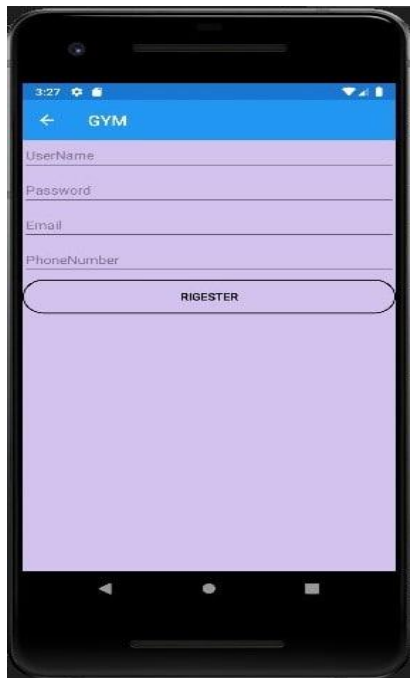 3:27
GYM
UserName
Password
Email
PhoneNumber
RIGESTER